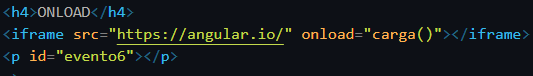 <h4>ONLOAD</h4>
<iframe src="https://angular.io/" onload="carga()"></iframe>
<p id="evento6"></p>